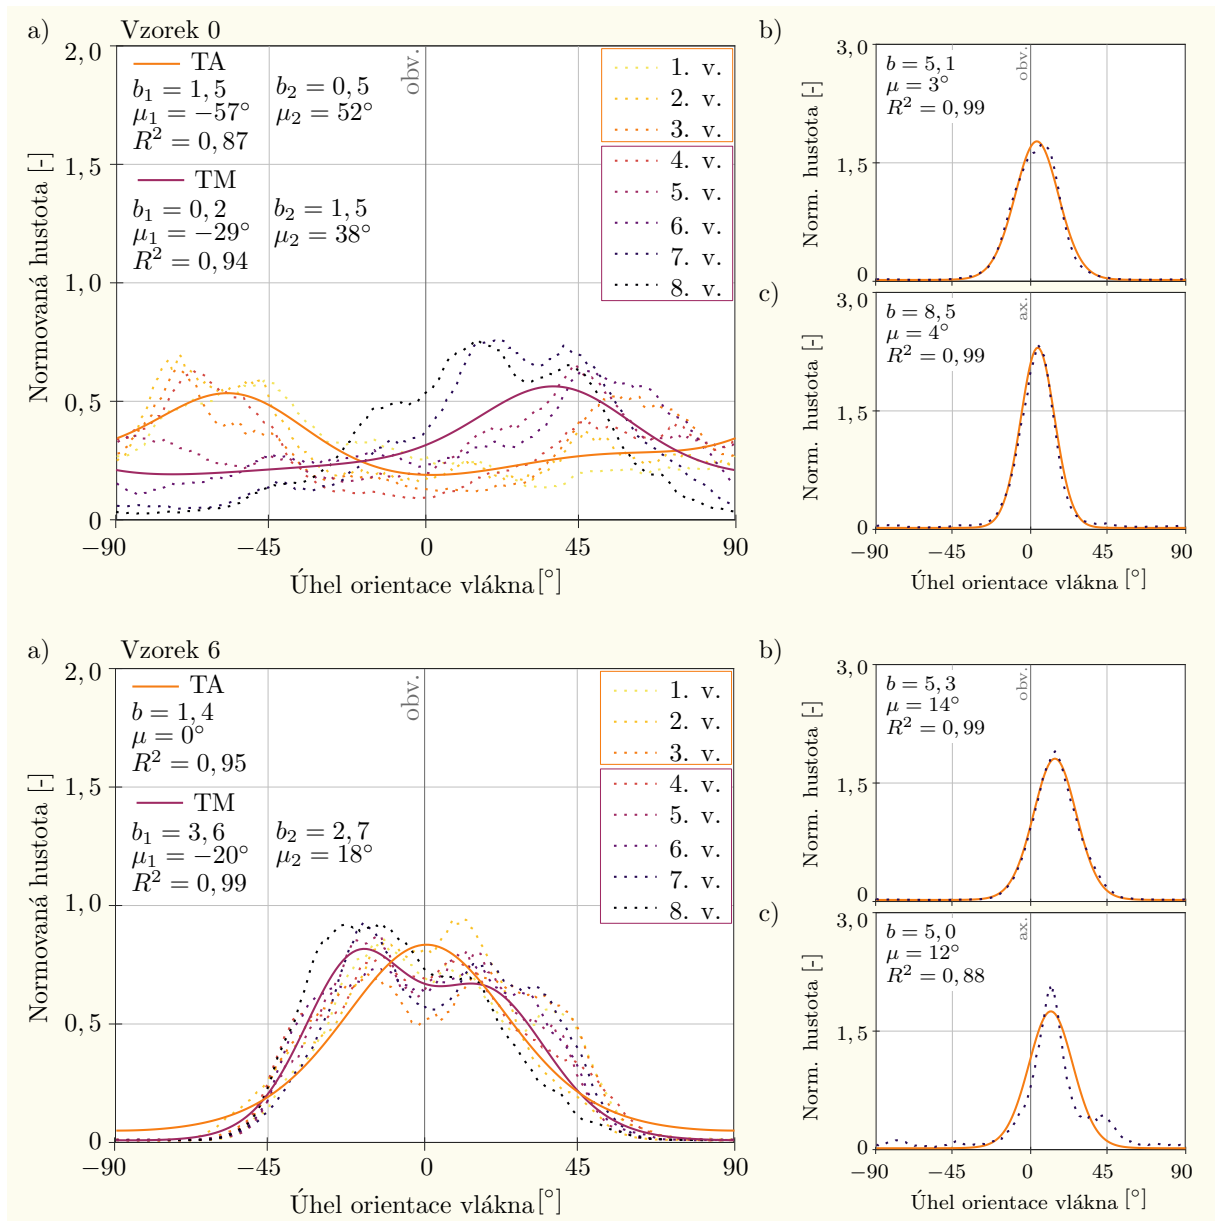 a) Vzorek 0
2,0
1,5
1,0
0,5
0
Normovaná hustota [-]
TA
b₁ = 1,5 b₂ = 0,5
μ₁ = −57° μ₂ = 52°
R² = 0,87
TM
b₁ = 0,2 b₂ = 1,5
μ₁ = −29° μ₂ = 38°
R² = 0,94
obv.
1. v.
2. v.
3. v.
4. v.
5. v.
6. v.
7. v.
8. v.
−90 −45 0 45 90
Úhel orientace vlákna [°]
b)
3,0
1,5
0
Norm. hustota [-]
b = 5,1
μ = 3°
R² = 0,99
obv.
c)
3,0
1,5
0
Norm. hustota [-]
b = 8,5
μ = 4°
R² = 0,99
ax.
−90 −45 0 45 90
Úhel orientace vlákna [°]
a) Vzorek 6
2,0
1,5
1,0
0,5
0
Normovaná hustota [-]
TA
b = 1,4
μ = 0°
R² = 0,95
TM
b₁ = 3,6 b₂ = 2,7
μ₁ = −20° μ₂ = 18°
R² = 0,99
obv.
1. v.
2. v.
3. v.
4. v.
5. v.
6. v.
7. v.
8. v.
−90 −45 0 45 90
Úhel orientace vlákna [°]
b)
3,0
1,5
0
Norm. hustota [-]
b = 5,3
μ = 14°
R² = 0,99
obv.
c)
3,0
1,5
0
Norm. hustota [-]
b = 5,0
μ = 12°
R² = 0,88
ax.
−90 −45 0 45 90
Úhel orientace vlákna [°]